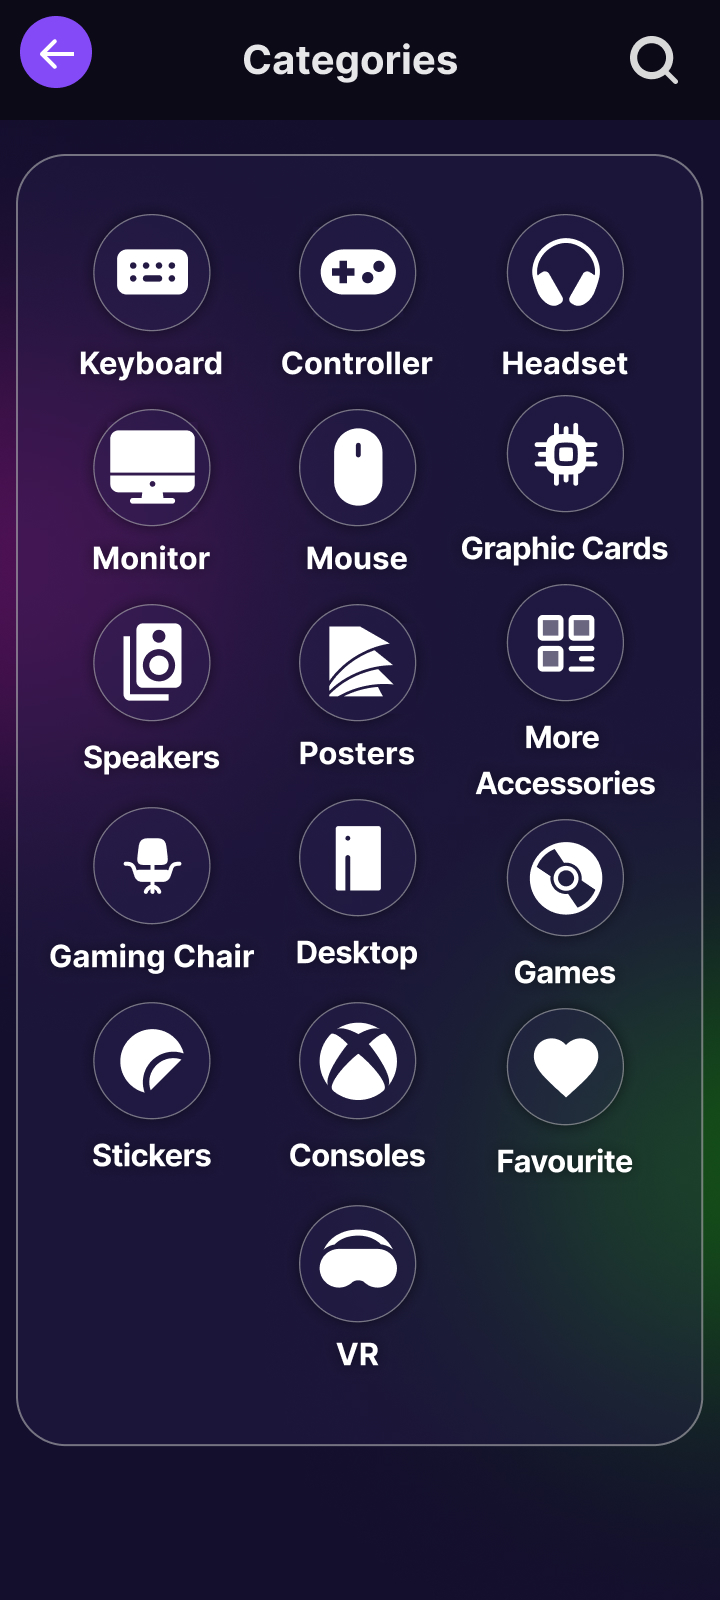 Categories
Keyboard
Controller
Headset
Monitor
Mouse
Graphic Cards
Speakers
Posters
More
Accessories
Gaming Chair
Desktop
Games
Stickers
Consoles
Favourite
VR